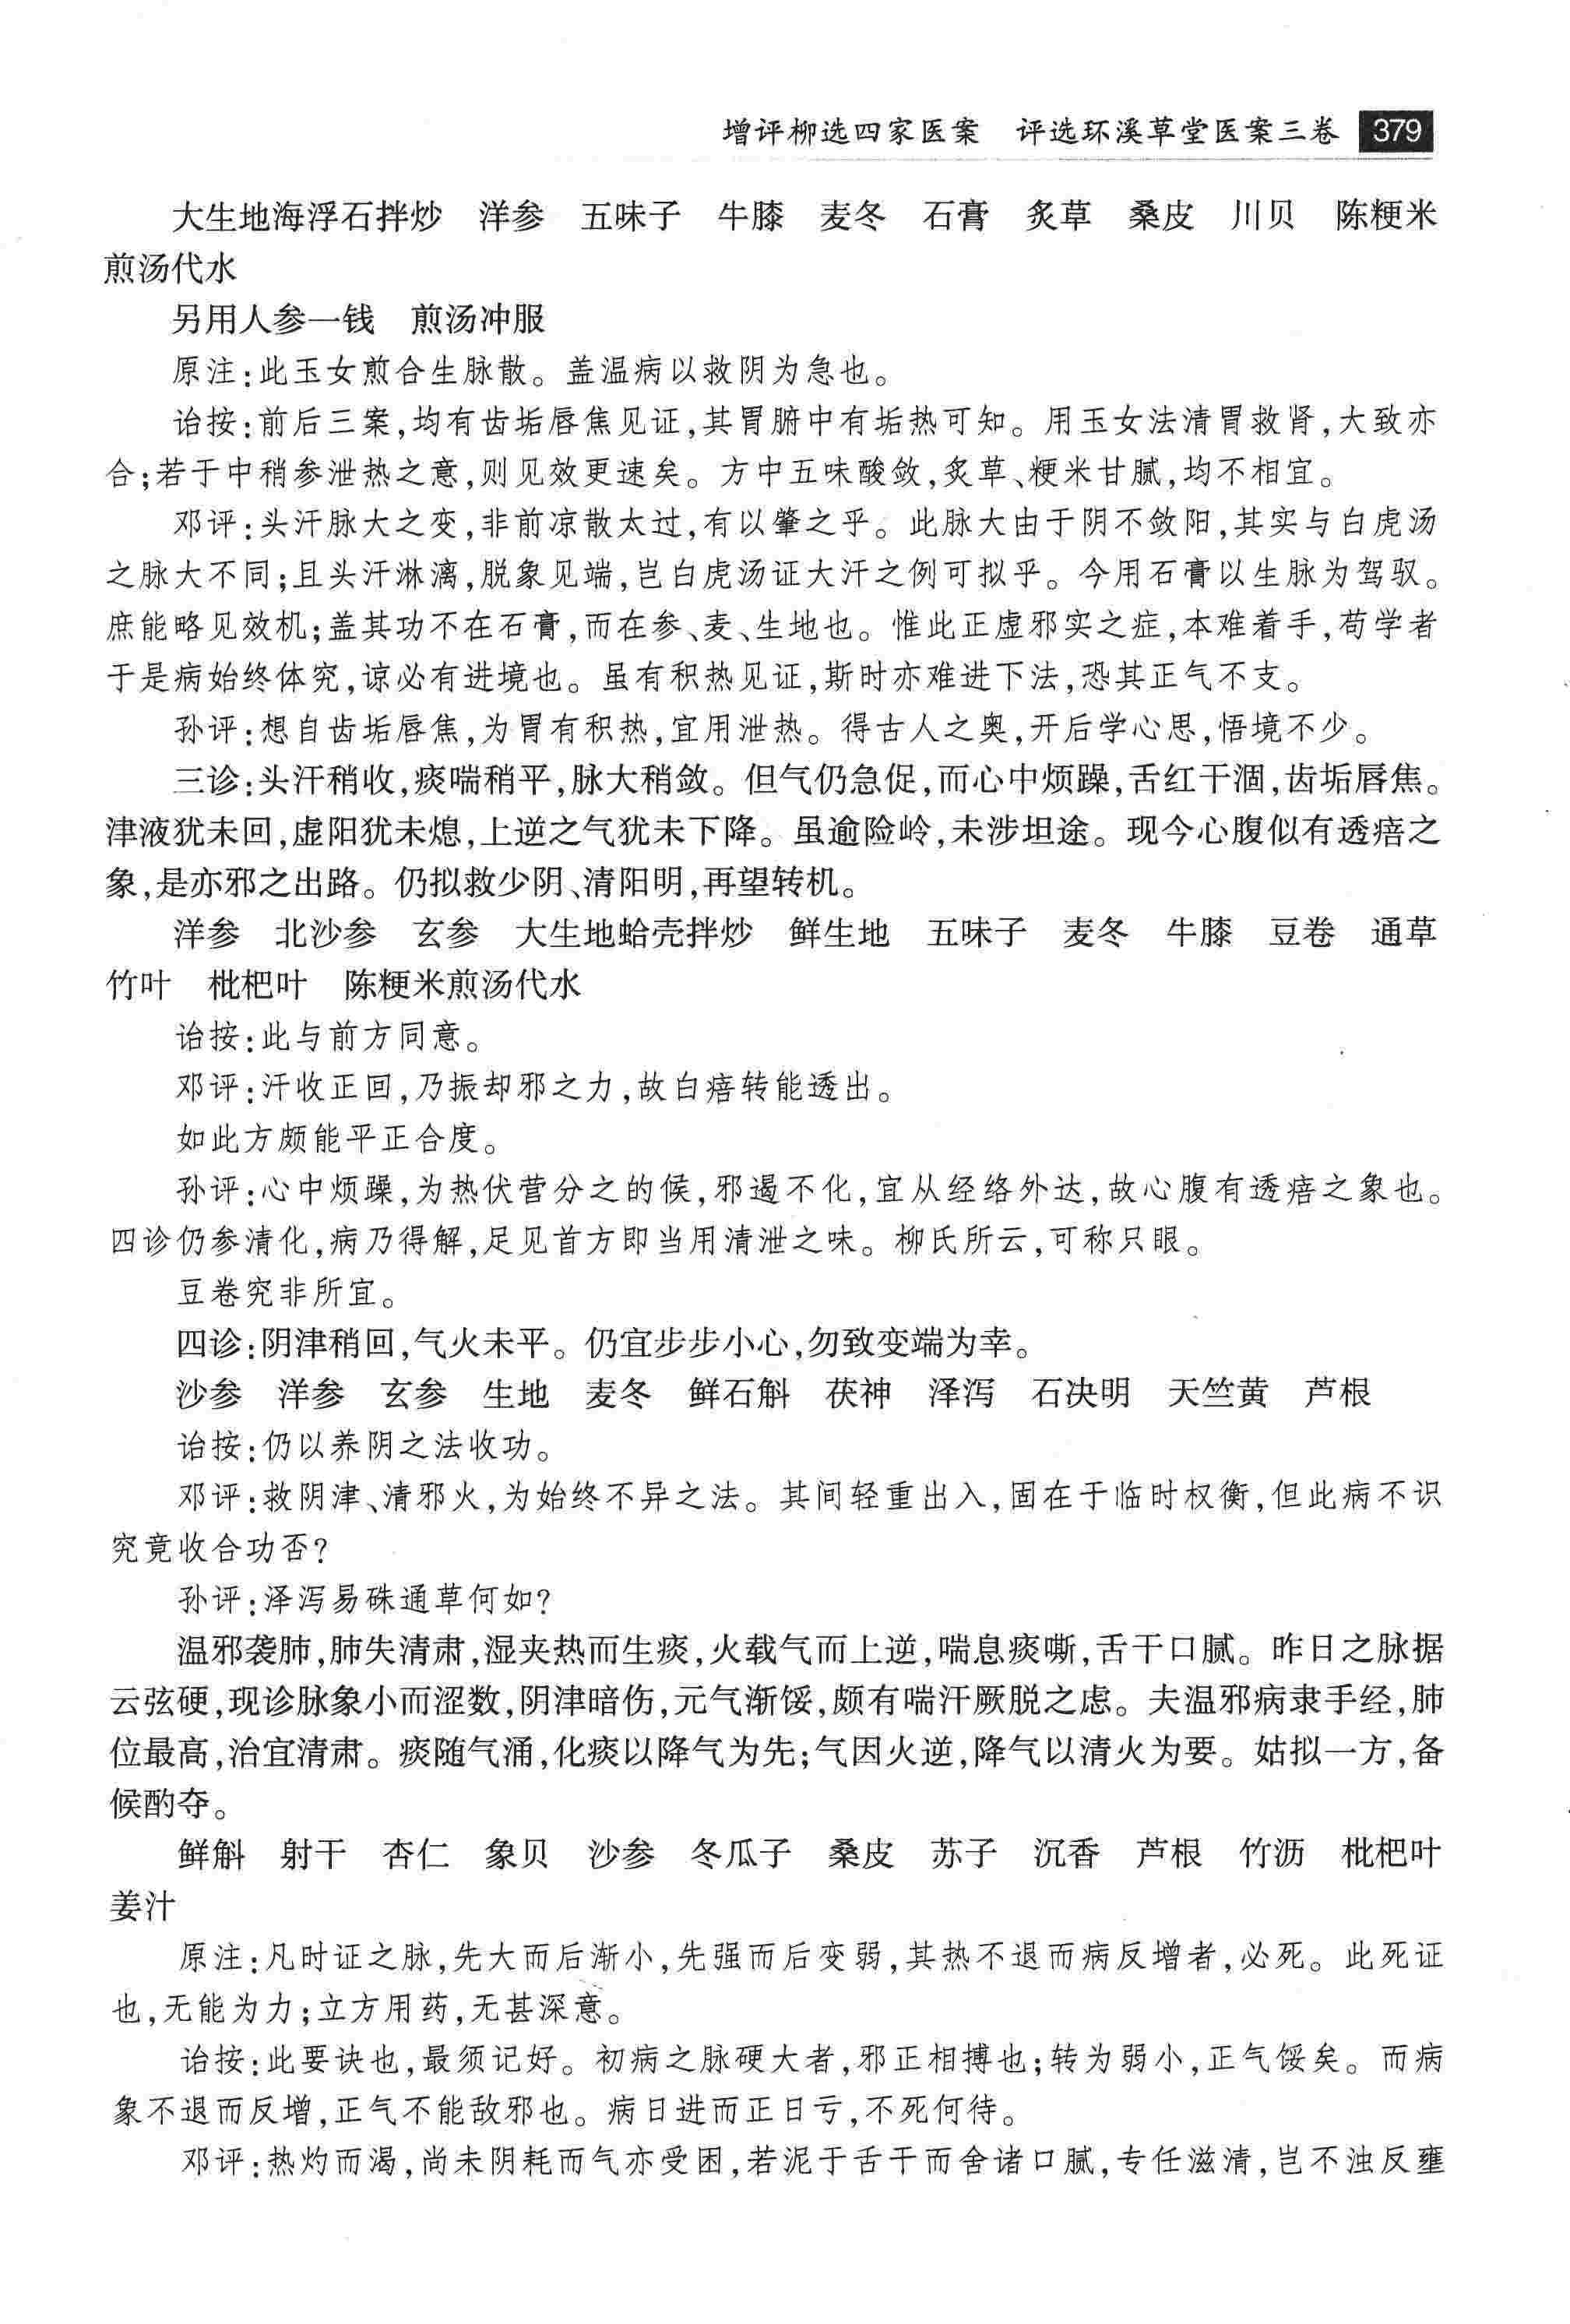 增评柳选四家医案　评选环溪草堂医案三卷 379
大生地海浮石拌炒　洋参　五味子　牛膝　麦冬　石膏　炙草　桑皮　川贝　陈粳米
煎汤代水
另用人参一钱　煎汤冲服
原注:此玉女煎合生脉散。盖温病以救阴为急也。
诒按:前后三案,均有齿垢唇焦见证,其胃腑中有垢热可知。用玉女法清胃救肾,大致亦
合;若于中稍参泄热之意,则见效更速矣。方中五味酸敛,炙草、粳米甘腻,均不相宜。
邓评:头汗脉大之变,非前凉散太过,有以肇之乎。此脉大由于阴不敛阳,其实与白虎汤
之脉大不同;且头汗淋漓,脱象见端,岂白虎汤证大汗之例可拟乎。今用石膏以生脉为驾驭。
庶能略见效机;盖其功不在石膏,而在参、麦、生地也。惟此正虚邪实之症,本难着手,苟学者
于是病始终体究,谅必有进境也。虽有积热见证,斯时亦难进下法,恐其正气不支。
孙评:想自齿垢唇焦,为胃有积热,宜用泄热。得古人之奥,开后学心思,悟境不少。
三诊:头汗稍收,痰喘稍平,脉大稍敛。但气仍急促,而心中烦躁,舌红干涸,齿垢唇焦。
津液犹未回,虚阳犹未熄,上逆之气犹未下降。虽逾险岭,未涉坦途。现今心腹似有透㾦之
象,是亦邪之出路。仍拟救少阴、清阳明,再望转机。
洋参　北沙参　玄参　大生地蛤壳拌炒　鲜生地　五味子　麦冬　牛膝　豆卷　通草
竹叶　枇杷叶　陈粳米煎汤代水
诒按:此与前方同意。
邓评:汗收正回,乃振却邪之力,故白㾦转能透出。
如此方颇能平正合度。
孙评:心中烦躁,为热伏营分之的候,邪遏不化,宜从经络外达,故心腹有透㾦之象也。
四诊仍参清化,病乃得解,足见首方即当用清泄之味。柳氏所云,可称只眼。
豆卷究非所宜。
四诊:阴津稍回,气火未平。仍宜步步小心,勿致变端为幸。
沙参　洋参　玄参　生地　麦冬　鲜石斛　茯神　泽泻　石决明　天竺黄　芦根
诒按:仍以养阴之法收功。
邓评:救阴津、清邪火,为始终不异之法。其间轻重出入,固在于临时权衡,但此病不识
究竟收合功否?
孙评:泽泻易硃通草何如?
温邪袭肺,肺失清肃,湿夹热而生痰,火载气而上逆,喘息痰嘶,舌干口腻。昨日之脉据
云弦硬,现诊脉象小而涩数,阴津暗伤,元气渐馁,颇有喘汗厥脱之虑。夫温邪病隶手经,肺
位最高,治宜清肃。痰随气涌,化痰以降气为先;气因火逆,降气以清火为要。姑拟一方,备
候酌夺。
鲜斛　射干　杏仁　象贝　沙参　冬瓜子　桑皮　苏子　沉香　芦根　竹沥　枇杷叶
姜汁
原注:凡时证之脉,先大而后渐小,先强而后变弱,其热不退而病反增者,必死。此死证
也,无能为力;立方用药,无甚深意。
诒按:此要诀也,最须记好。初病之脉硬大者,邪正相搏也;转为弱小,正气馁矣。而病
象不退而反增,正气不能敌邪也。病日进而正日亏,不死何待。
邓评:热灼而渴,尚未阴耗而气亦受困,若泥于舌干而舍诸口腻,专任滋清,岂不浊反壅